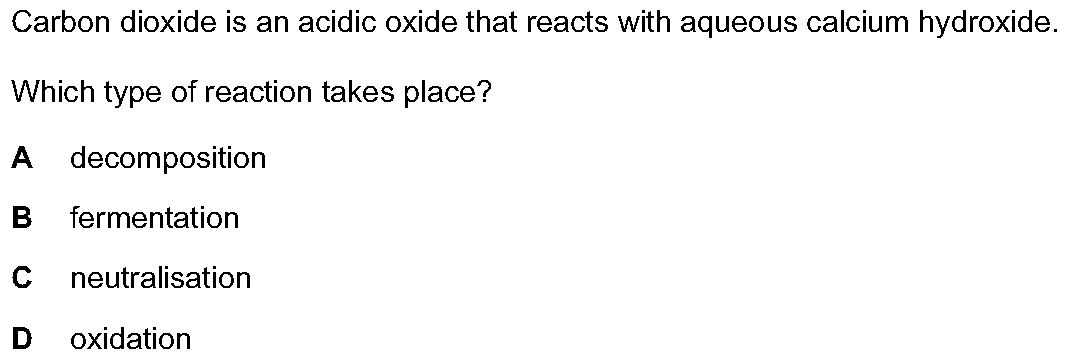 Carbon dioxide is an acidic oxide that reacts with aqueous calcium hydroxide.
Which type of reaction takes place?
A decomposition
B fermentation
C neutralisation
D oxidation